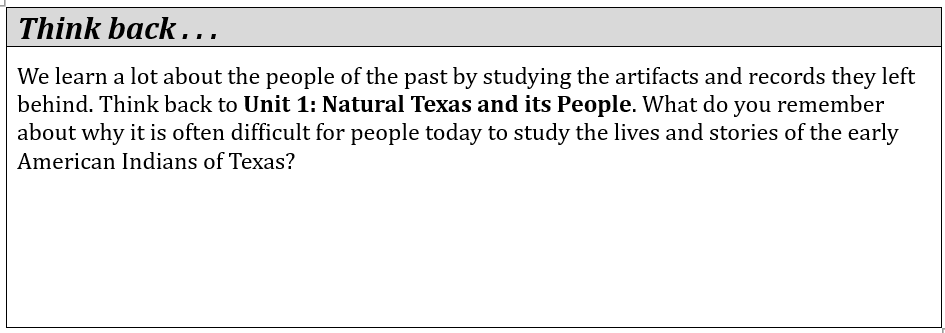 Think back . . .
We learn a lot about the people of the past by studying the artifacts and records they left
behind. Think back to Unit 1: Natural Texas and its People. What do you remember
about why it is often difficult for people today to study the lives and stories of the early
American Indians of Texas?